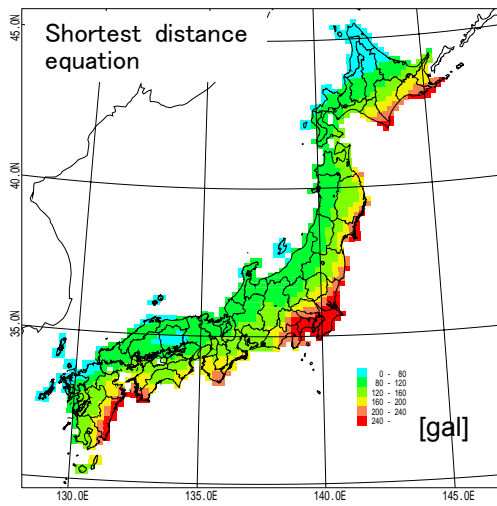 Shortest distance
equation
45.0N
40.0N
35.0N
0 - 80
80 - 120
120 - 160
160 - 200
200 - 240
240 -
[gal]
130.0E 135.0E 140.0E 145.0E